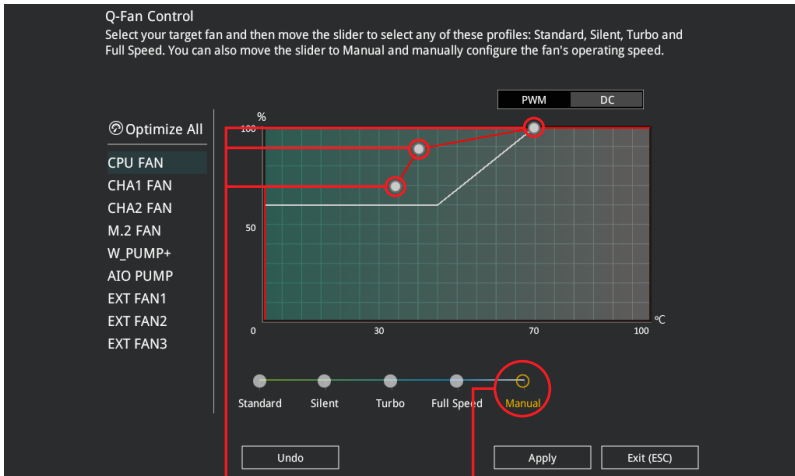 Q-Fan Control
Select your target fan and then move the slider to select any of these profiles: Standard, Silent, Turbo and
Full Speed. You can also move the slider to Manual and manually configure the fan's operating speed.
PWM DC
Optimize All
CPU FAN
CHA1 FAN
CHA2 FAN
M.2 FAN
W_PUMP+
AIO PUMP
EXT FAN1
EXT FAN2
EXT FAN3
%
100
50
0 30 70 100
ºC
Standard Silent Turbo Full Speed Manual
Undo Apply Exit (ESC)